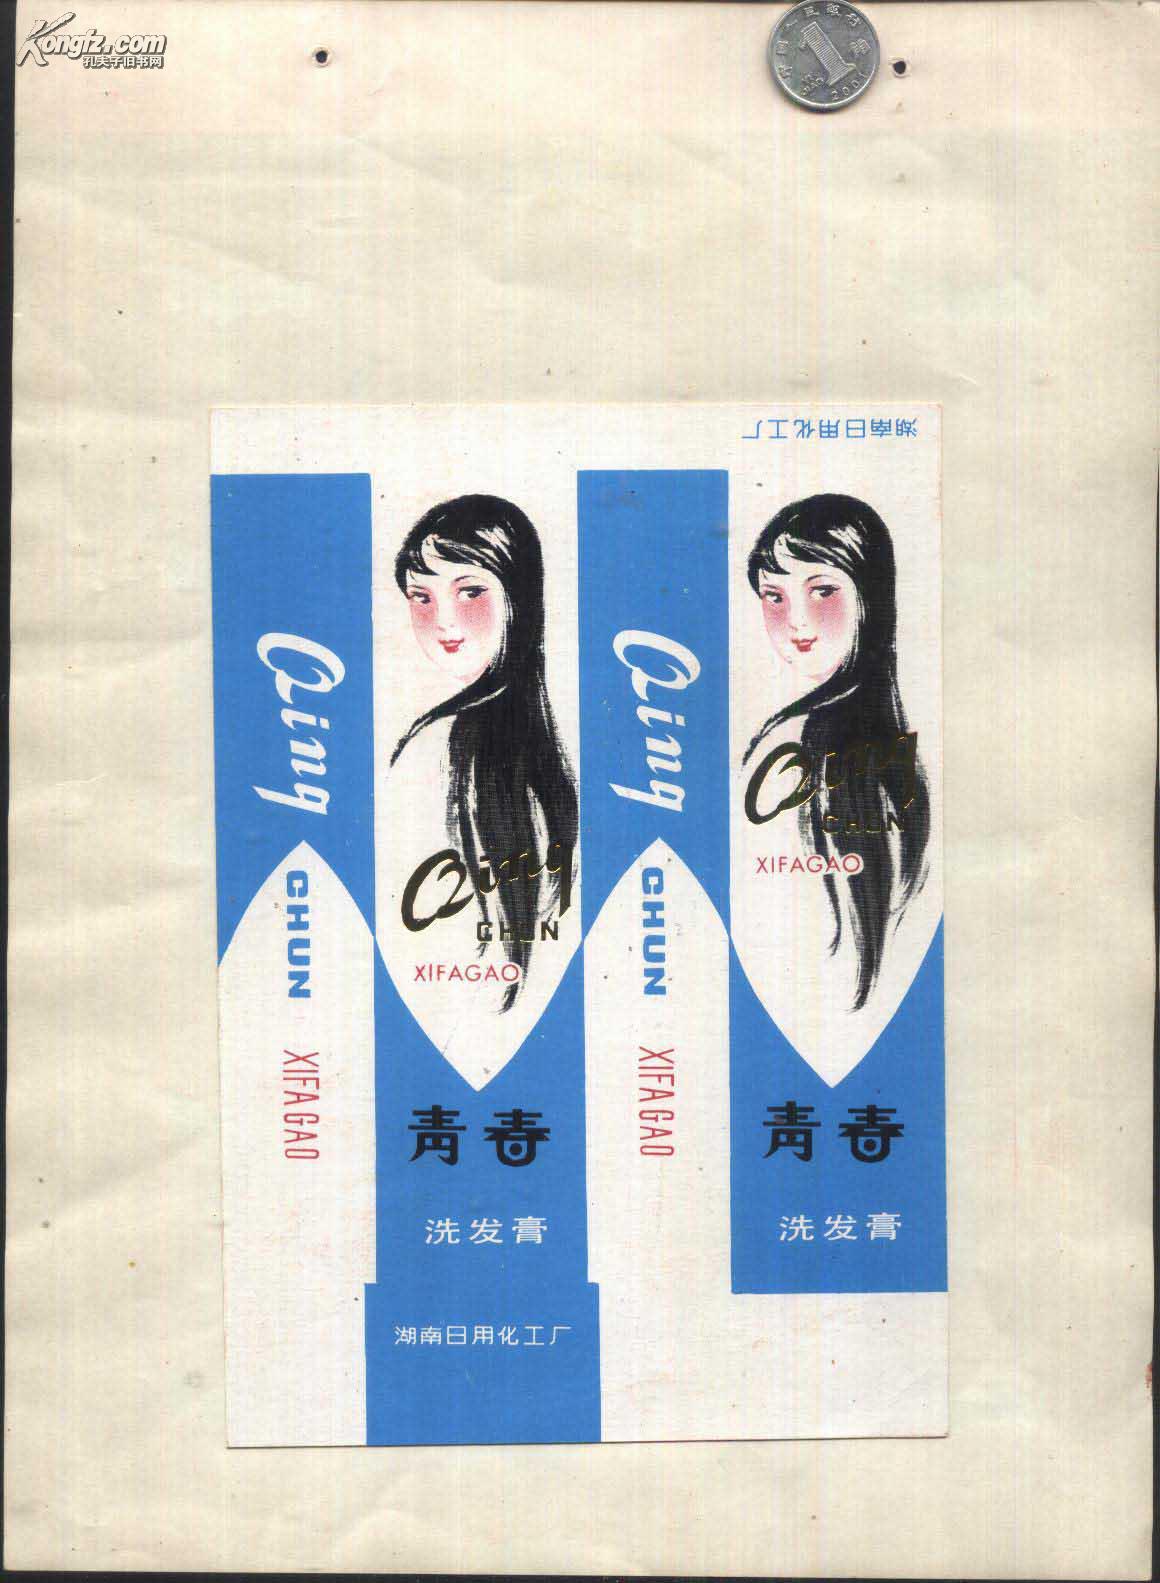 Kongfz.com
孔夫子旧书网
1
2001
湖南日用化工厂
Qing
CHUN
XIFAGAO
Qing
CHUN
XIFAGAO
青春
洗发膏
湖南日用化工厂
Qing
CHUN
XIFAGAO
Qing
CHUN
XIFAGAO
青春
洗发膏